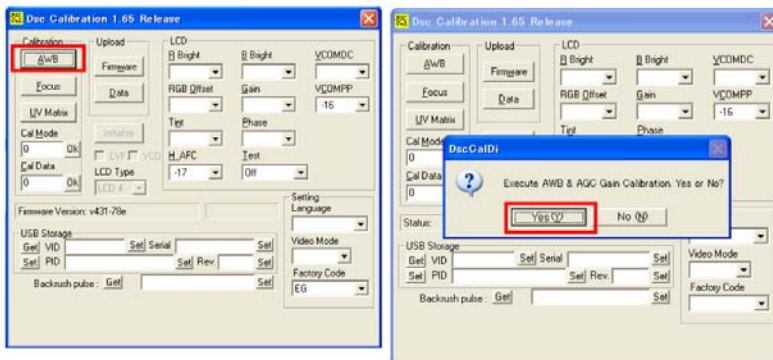 Dsc Calibration 1.65 Release
Calibration
AWB
Focus
UV Matrix
Cal Mode
0
Ok
Cal Data
0
Ok
Upload
Firmware
Data
Initialize
EVF
VCO
LCD Type
LCD 4
LCD
R Bright
B Bright
VCOMDC
RGB Offset
Gain
VCOMPP
-16
Tint
Phase
H_AFC
Test
-17
Off
Firmware Version: v431-78e
Setting
Language
Video Mode
Factory Code
EG
USB Storage
Get VID Set Serial Set
Set PID Set Rev. Set
Backrush pulse : Get Set
Dsc Calibration 1.65 Release
Calibration
AWB
Focus
UV Matrix
Cal Mode
0
Cal Data
0
Upload
Firmware
Data
LCD
R Bright
B Bright
VCOMDC
RGB Offset
Gain
VCOMPP
-16
Tint
Phase
DscCalDi
Execute AWB & AGC Gain Calibration. Yes or No?
Yes (Y)
No (N)
Status:
USB Storage
Get VID Set Serial Set
Set PID Set Rev. Set
Backrush pulse : Get Set
Video Mode
Factory Code